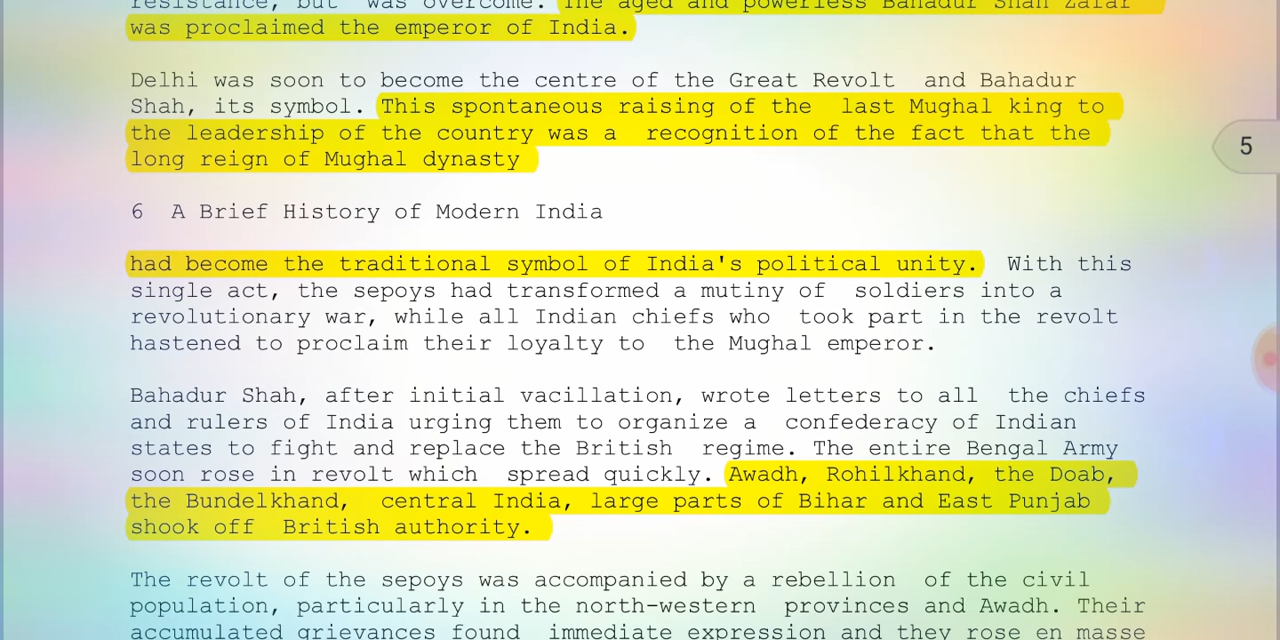 resistance, but was overcome. The aged and powerless Bahadur Shah Zafar
was proclaimed the emperor of India.
Delhi was soon to become the centre of the Great Revolt and Bahadur
Shah, its symbol. This spontaneous raising of the last Mughal king to
the leadership of the country was a recognition of the fact that the
long reign of Mughal dynasty
5
6 A Brief History of Modern India
had become the traditional symbol of India's political unity. With this
single act, the sepoys had transformed a mutiny of soldiers into a
revolutionary war, while all Indian chiefs who took part in the revolt
hastened to proclaim their loyalty to the Mughal emperor.
Bahadur Shah, after initial vacillation, wrote letters to all the chiefs
and rulers of India urging them to organize a confederacy of Indian
states to fight and replace the British regime. The entire Bengal Army
soon rose in revolt which spread quickly. Awadh, Rohilkhand, the Doab,
the Bundelkhand, central India, large parts of Bihar and East Punjab
shook off British authority.
The revolt of the sepoys was accompanied by a rebellion of the civil
population, particularly in the north-western provinces and Awadh. Their
accumulated grievances found immediate expression and they rose en masse